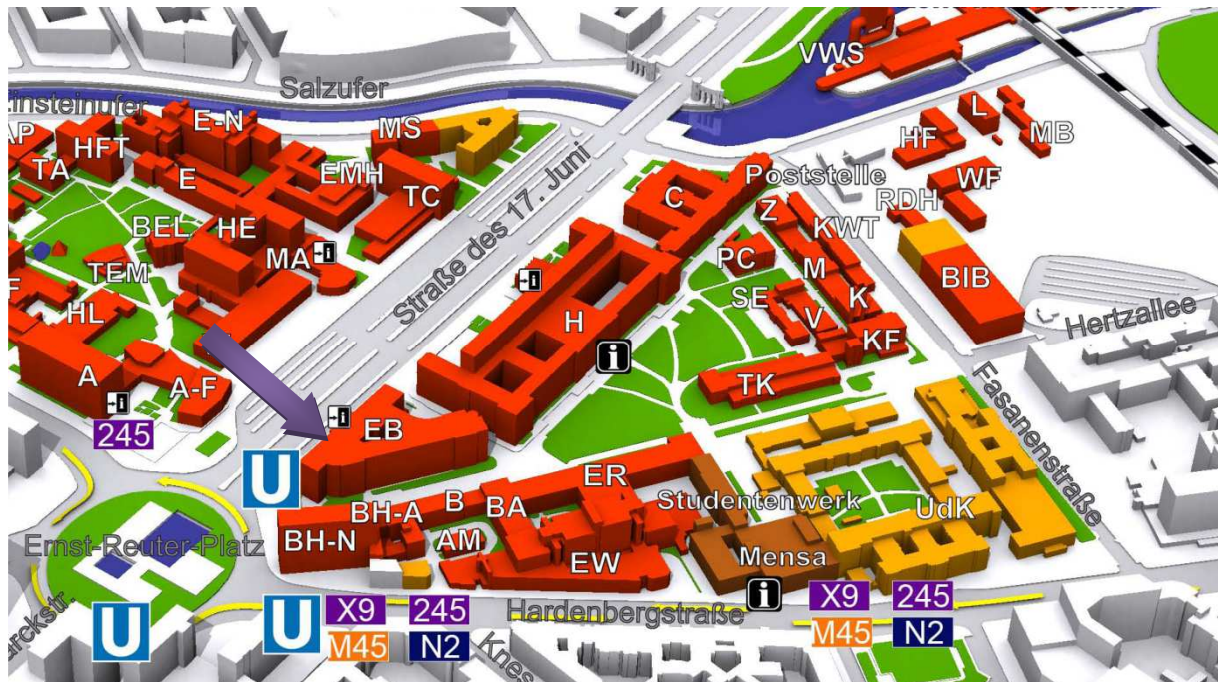 VWS
Salzufer
Einsteinufer
E-N
MS
L
AP
HFT
HF
MB
TA
E
EMH
TC
C
Poststelle
WF
Z
RDH
KWT
BEL
HE
MA
Straße des 17. Juni
PC
M
BIB
TEM
SE
K
F
HL
H
V
KF
Hertzallee
i
A
A-F
TK
245
EB
Fasanenstraße
U
ER
B
BA
Studentenwerk
UdK
BH-A
Ernst-Reuter-Platz
BH-N
AM
EW
Mensa
Hardenbergstraße
i
U
U
X9
245
M45
N2
X9
245
M45
N2
Knes